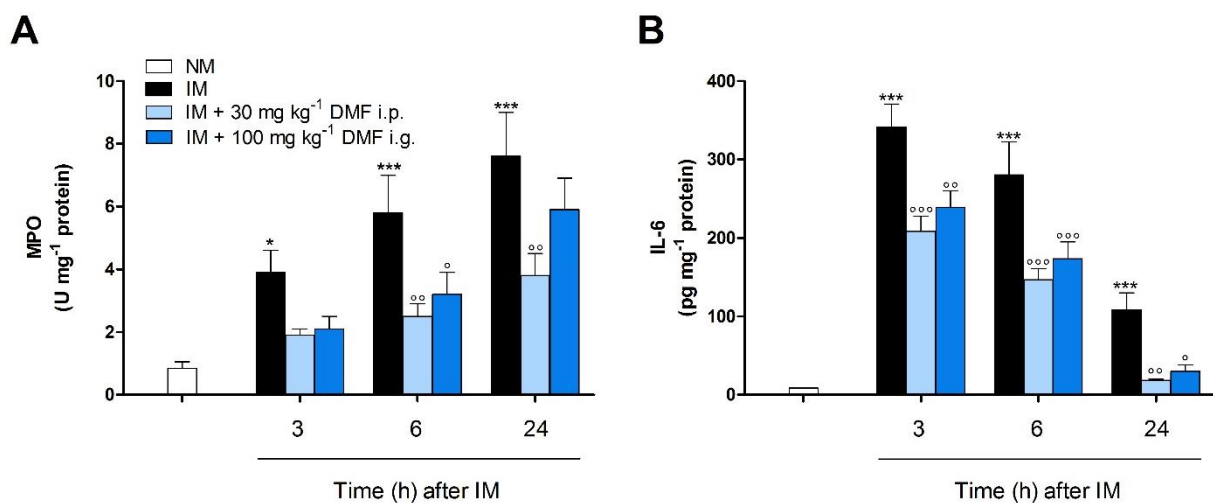 A
NM
IM
IM + 30 mg kg⁻¹ DMF i.p.
IM + 100 mg kg⁻¹ DMF i.g.
MPO
(U mg⁻¹ protein)
10
8
6
4
2
0
*
***
°°
°
***
°°
3 6 24
Time (h) after IM
B
IL-6
(pg mg⁻¹ protein)
400
300
200
100
0
***
°°°
°°
***
°°°
°°°
***
°°
°
3 6 24
Time (h) after IM